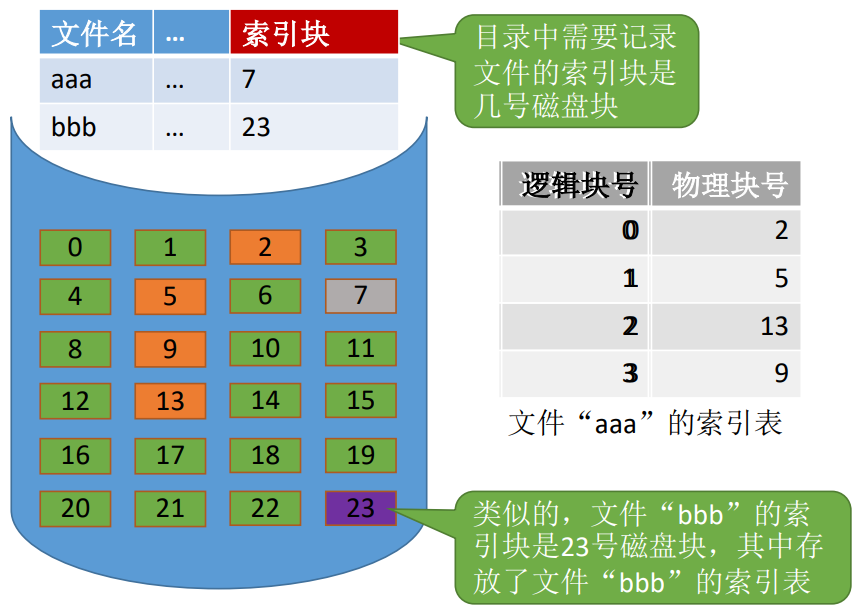 文件名 … 索引块
aaa … 7
bbb … 23
目录中需要记录
文件的索引块是
几号磁盘块
逻辑块号 物理块号
0 2
1 5
2 13
3 9
文件“aaa”的索引表
0 1 2 3
4 5 6 7
8 9 10 11
12 13 14 15
16 17 18 19
20 21 22 23
类似的，文件“bbb”的索
引块是23号磁盘块，其中存
放了文件“bbb”的索引表